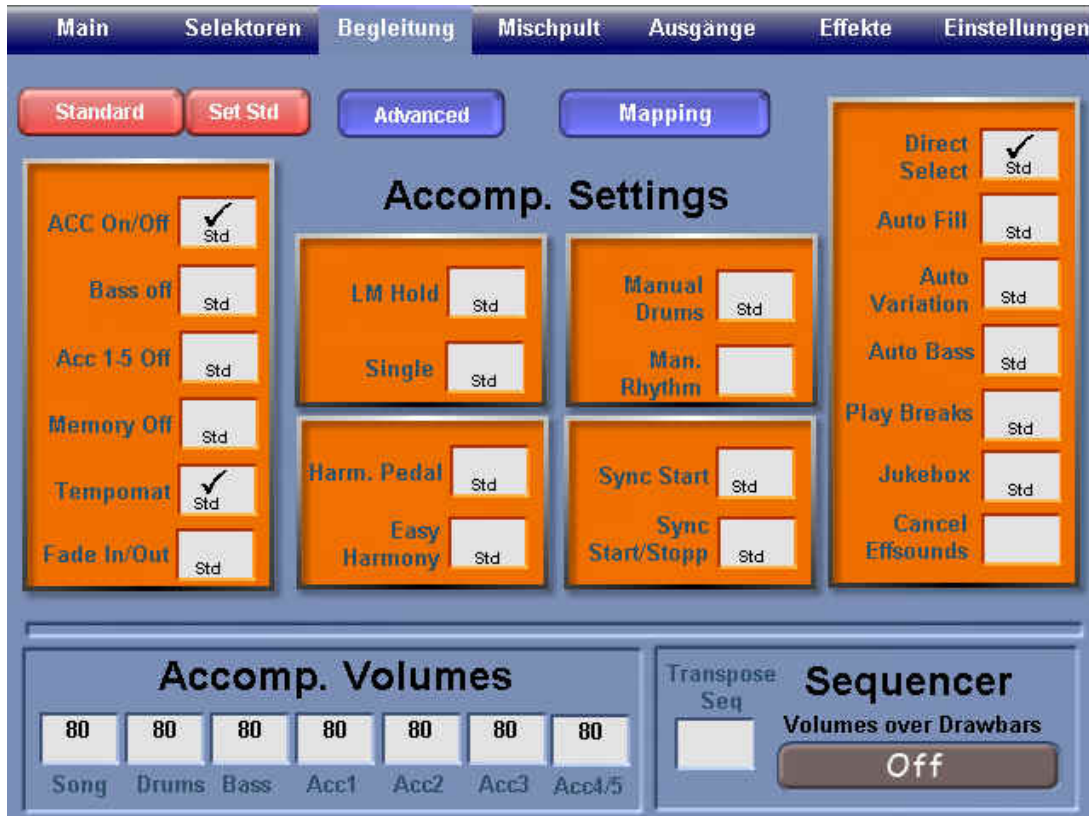 Main Selektoren Begleitung Mischpult Ausgänge Effekte Einstellungen
Standard Set Std Advanced Mapping
Accomp. Settings
ACC On/Off ✓ Std
Bass off Std
Acc 1-5 Off Std
Memory Off Std
Tempomat ✓ Std
Fade In/Out Std
LM Hold Std
Single Std
Harm. Pedal Std
Easy
Harmony Std
Manual
Drums Std
Man.
Rhythm
Sync Start Std
Sync
Start/Stopp Std
Direct
Select ✓ Std
Auto Fill Std
Auto
Variation Std
Auto Bass Std
Play Breaks Std
Jukebox Std
Cancel
Effsounds
Accomp. Volumes
80 80 80 80 80 80 80
Song Drums Bass Acc1 Acc2 Acc3 Acc4/5
Transpose
Seq
Sequencer
Volumes over Drawbars
Off